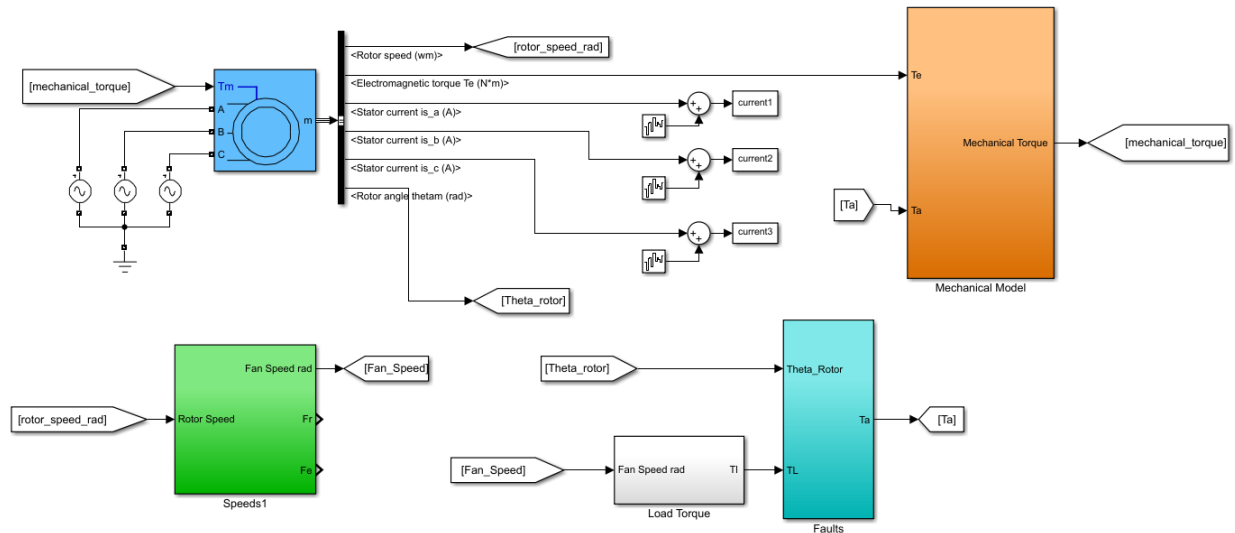 [rotor_speed_rad]
<Rotor speed (wm)>
[mechanical_torque]
Tm
A
B
C
m
<Electromagnetic torque Te (N*m)>
<Stator current is_a (A)>
<Stator current is_b (A)>
<Stator current is_c (A)>
<Rotor angle thetam (rad)>
+
+
current1
+
+
current2
+
+
current3
[Theta_rotor]
Te
Mechanical Torque
[mechanical_torque]
[Ta]
Ta
Mechanical Model
[rotor_speed_rad]
Rotor Speed
Fan Speed rad
Fr
Fe
[Fan_Speed]
Speeds1
[Theta_rotor]
Theta_Rotor
[Fan_Speed]
Fan Speed rad
Tl
Load Torque
TL
Ta
[Ta]
Faults